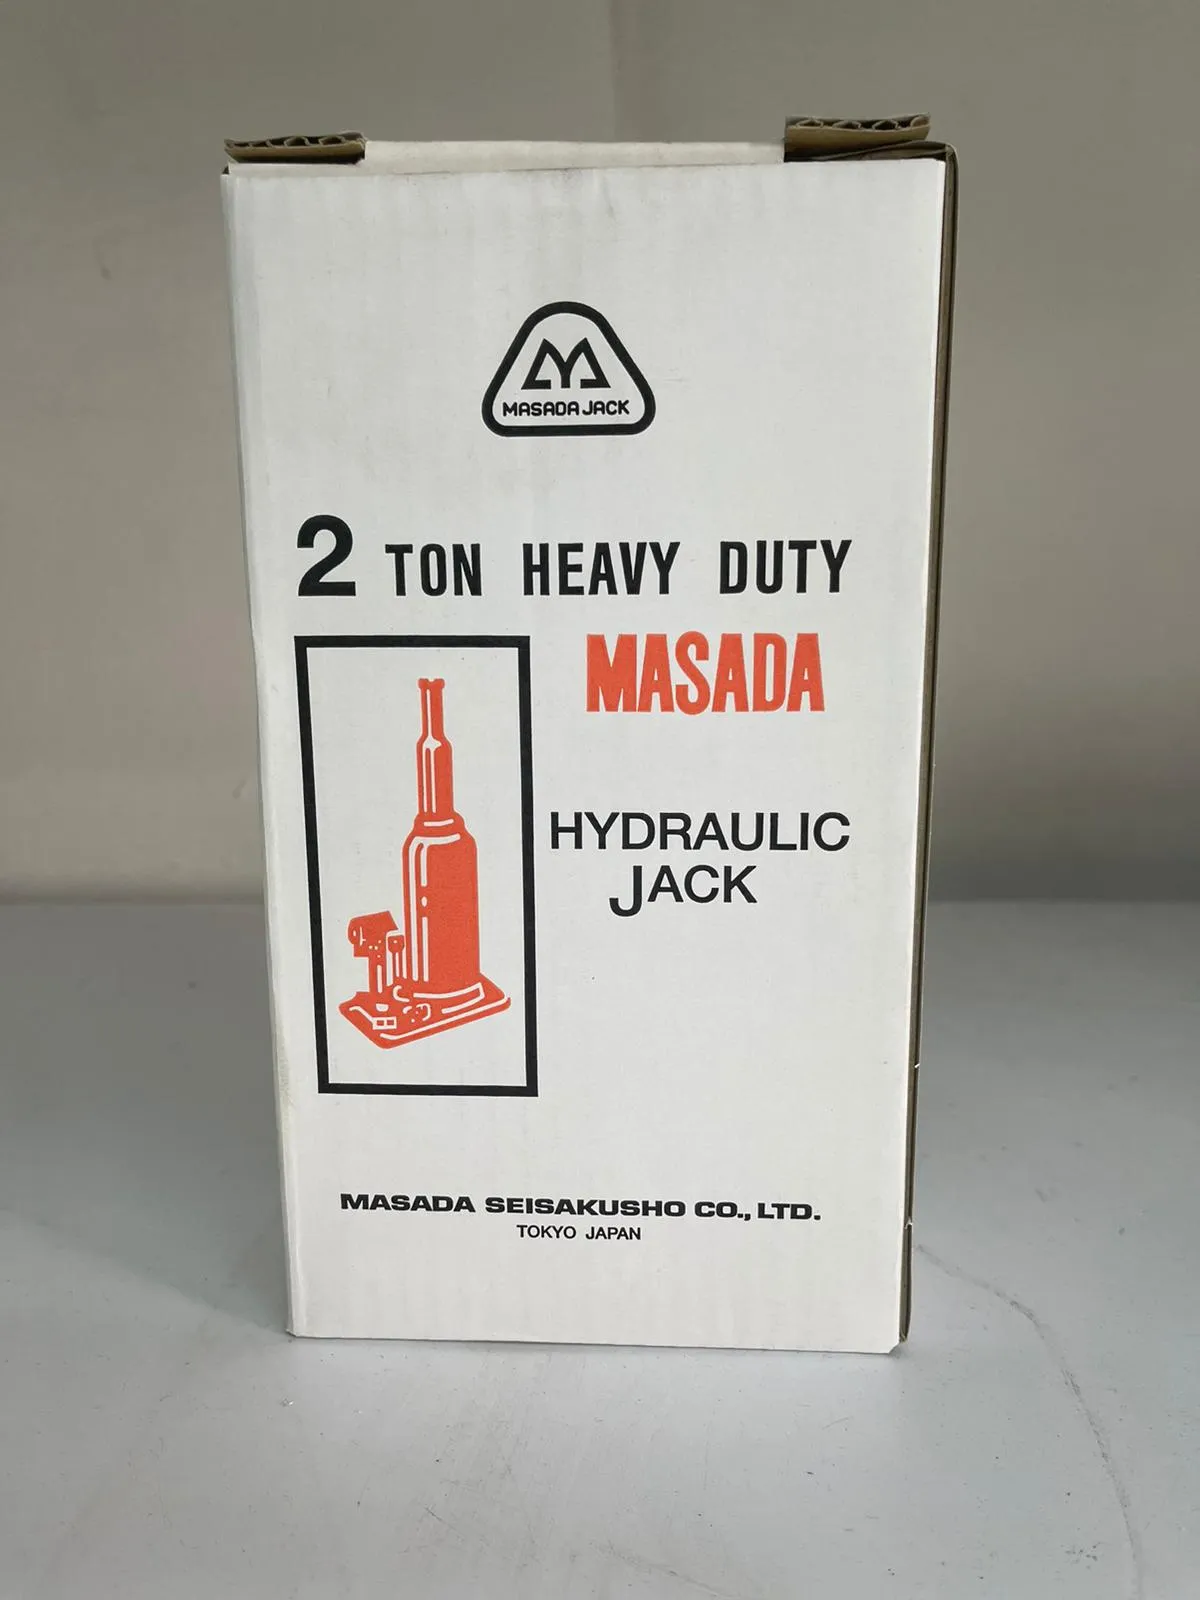 MASADA JACK
2 TON HEAVY DUTY
MASADA
HYDRAULIC
JACK
MASADA SEISAKUSHO CO., LTD.
TOKYO JAPAN